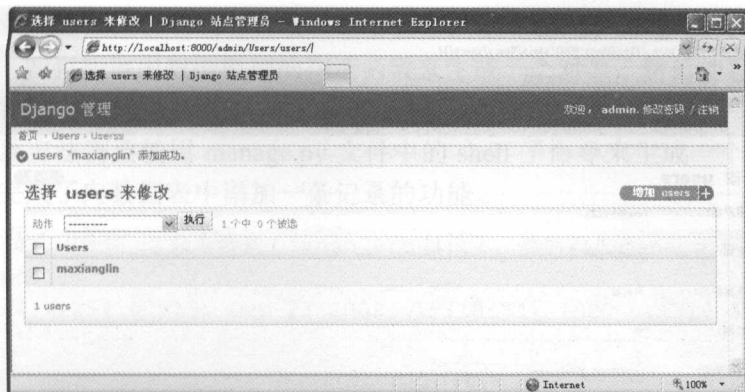 选择 users 来修改 | Django 站点管理员 - Windows Internet Explorer
http://localhost:8000/admin/Users/users/
选择 users 来修改 | Django 站点管理员
Django 管理
欢迎， admin. 修改密码 / 注销
首页 › Users › Userss
users "maxianglin" 添加成功。
选择 users 来修改
增加 users +
动作 --------- 执行 1 个中 0 个被选
Users
maxianglin
1 users
Internet 100%